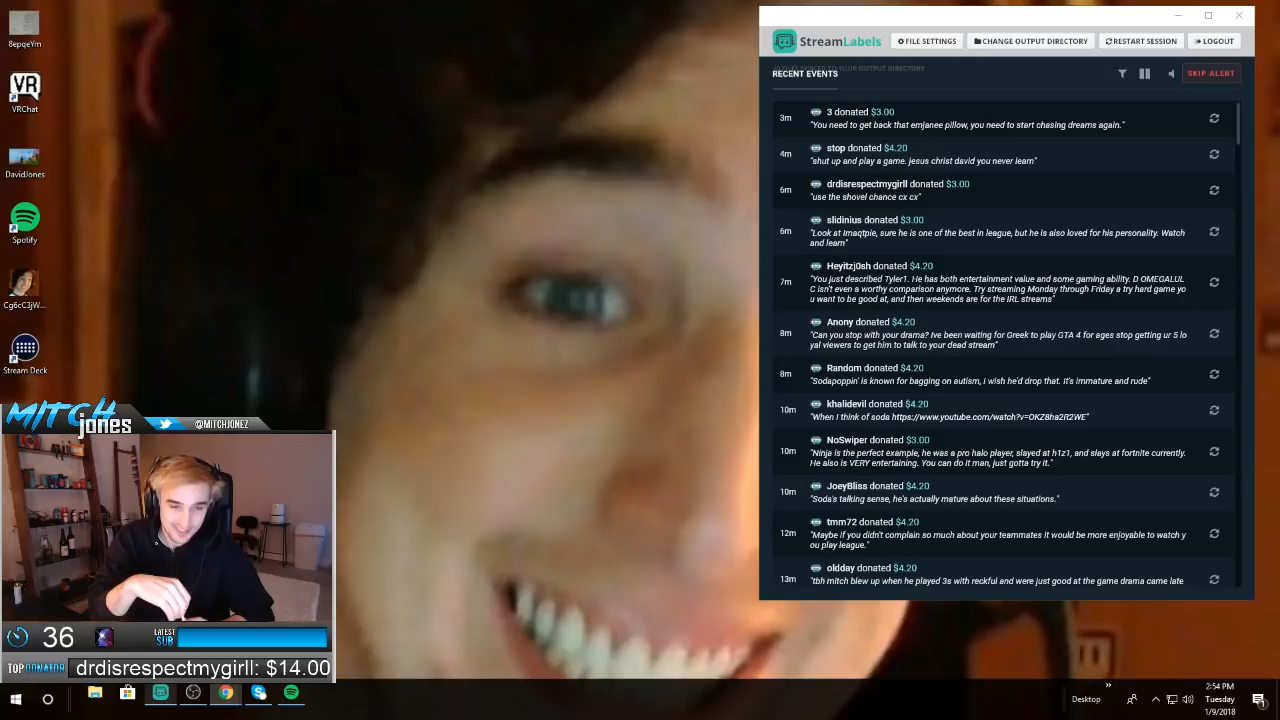 8epqeYm
VR
VRChat
DavidJones
Spotify
Cg6cC3jW...
Stream Deck
StreamLabels
FILE SETTINGS
CHANGE OUTPUT DIRECTORY
RESTART SESSION
LOGOUT
RECENT EVENTS
SKIP ALERT
3m
3 donated $3.00
"You need to get back that emjanee pillow, you need to start chasing dreams again."
4m
stop donated $4.20
"shut up and play a game. jesus christ david you never learn"
6m
drdisrespectmygirll donated $3.00
"use the shovel chance cx cx"
6m
slidinius donated $3.00
"Look at Imaqtpie, sure he is one of the best in league, but he is also loved for his personality. Watch
and learn"
7m
Heyitzj0sh donated $4.20
"You just described Tyler1. He has both entertainment value and some gaming ability. D OMEGALUL
C isn't even a worthy comparison anymore. Try streaming Monday through Friday a try hard game yo
u want to be good at, and then weekends are for the IRL streams"
8m
Anony donated $4.20
"Can you stop with your drama? Ive been waiting for Greek to play GTA 4 for ages stop getting ur 5 lo
yal viewers to get him to talk to your dead stream"
8m
Random donated $4.20
"Sodapoppin' is known for bagging on autism, I wish he'd drop that. It's immature and rude"
10m
khalidevil donated $4.20
"When I think of soda https://www.youtube.com/watch?v=OKZ8ha2R2WE"
10m
NoSwiper donated $3.00
"Ninja is the perfect example, he was a pro halo player, slayed at h1z1, and slays at fortnite currently.
He also is VERY entertaining. You can do it man, just gotta try it."
10m
JoeyBliss donated $4.20
"Soda's talking sense, he's actually mature about these situations."
12m
tmm72 donated $4.20
"Maybe if you didn't complain so much about your teammates it would be more enjoyable to watch y
ou play league."
13m
oldday donated $4.20
"tbh mitch blew up when he played 3s with reckful and were just good at the game drama came late
MITCH
jones
@MITCHJONEZ
36
LATEST
SUB
TOP DONATOR
drdisrespectmygirll: $14.00
Desktop
2:54 PM
Tuesday
1/9/2018